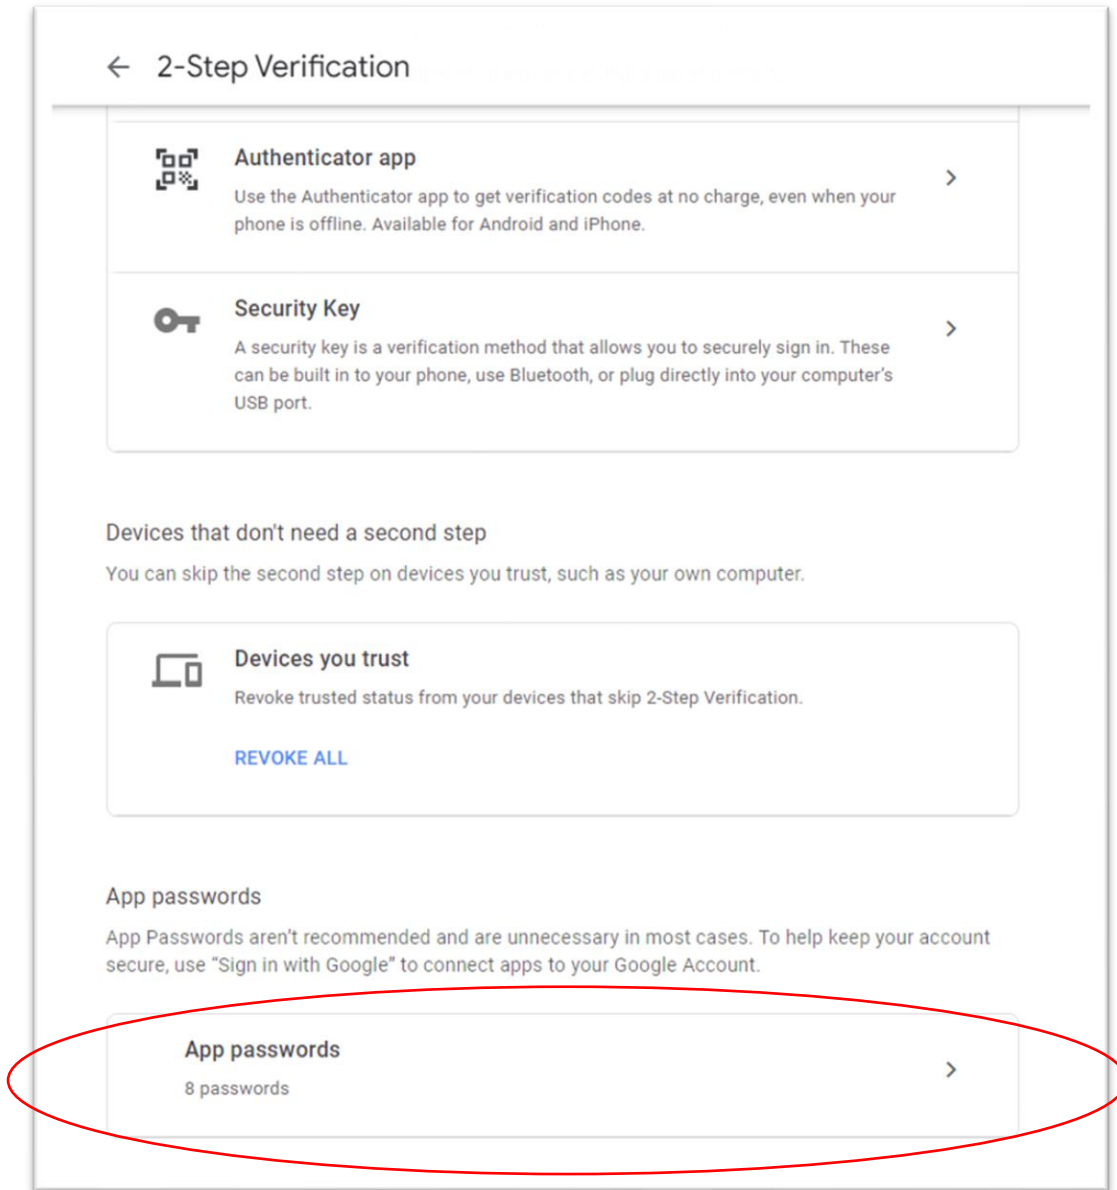 2-Step Verification
Authenticator app
Use the Authenticator app to get verification codes at no charge, even when your
phone is offline. Available for Android and iPhone.
Security Key
A security key is a verification method that allows you to securely sign in. These
can be built in to your phone, use Bluetooth, or plug directly into your computer’s
USB port.
Devices that don't need a second step
You can skip the second step on devices you trust, such as your own computer.
Devices you trust
Revoke trusted status from your devices that skip 2-Step Verification.
REVOKE ALL
App passwords
App Passwords aren’t recommended and are unnecessary in most cases. To help keep your account
secure, use “Sign in with Google” to connect apps to your Google Account.
App passwords
8 passwords